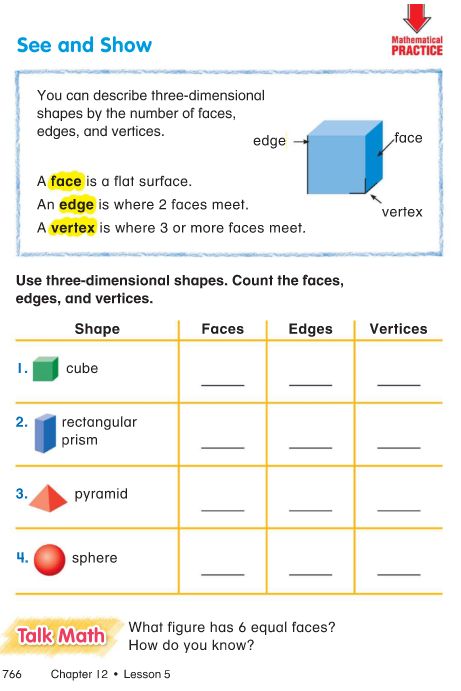 Mathematical
PRACTICE
See and Show
You can describe three-dimensional
shapes by the number of faces,
edges, and vertices.
edge
face
A face is a flat surface.
An edge is where 2 faces meet.
vertex
A vertex is where 3 or more faces meet.
Use three-dimensional shapes. Count the faces,
edges, and vertices.
Shape Faces Edges Vertices
1. cube
2. rectangular
prism
3. pyramid
4. sphere
Talk Math
What figure has 6 equal faces?
How do you know?
766 Chapter 12 • Lesson 5